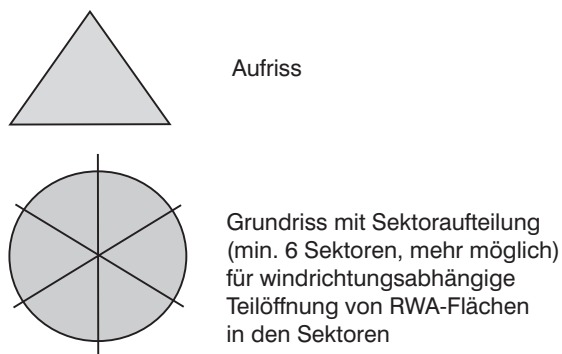 Aufriss
Grundriss mit Sektoraufteilung
(min. 6 Sektoren, mehr möglich)
für windrichtungsabhängige
Teilöffnung von RWA-Flächen
in den Sektoren